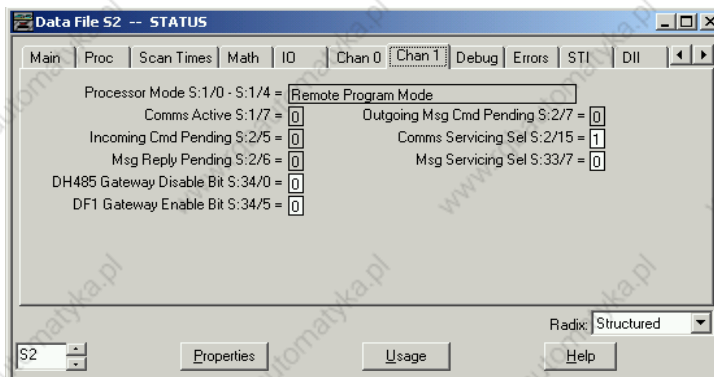 Data File S2 -- STATUS
Main Proc Scan Times Math IO Chan 0 Chan 1 Debug Errors STI DII
Processor Mode S:1/0 - S:1/4 = Remote Program Mode
Comms Active S:1/7 = 0 Outgoing Msg Cmd Pending S:2/7 = 0
Incoming Cmd Pending S:2/5 = 0 Comms Servicing Sel S:2/15 = 1
Msg Reply Pending S:2/6 = 0 Msg Servicing Sel S:33/7 = 0
DH485 Gateway Disable Bit S:34/0 = 0
DF1 Gateway Enable Bit S:34/5 = 0
Radix: Structured
S2 Properties Usage Help